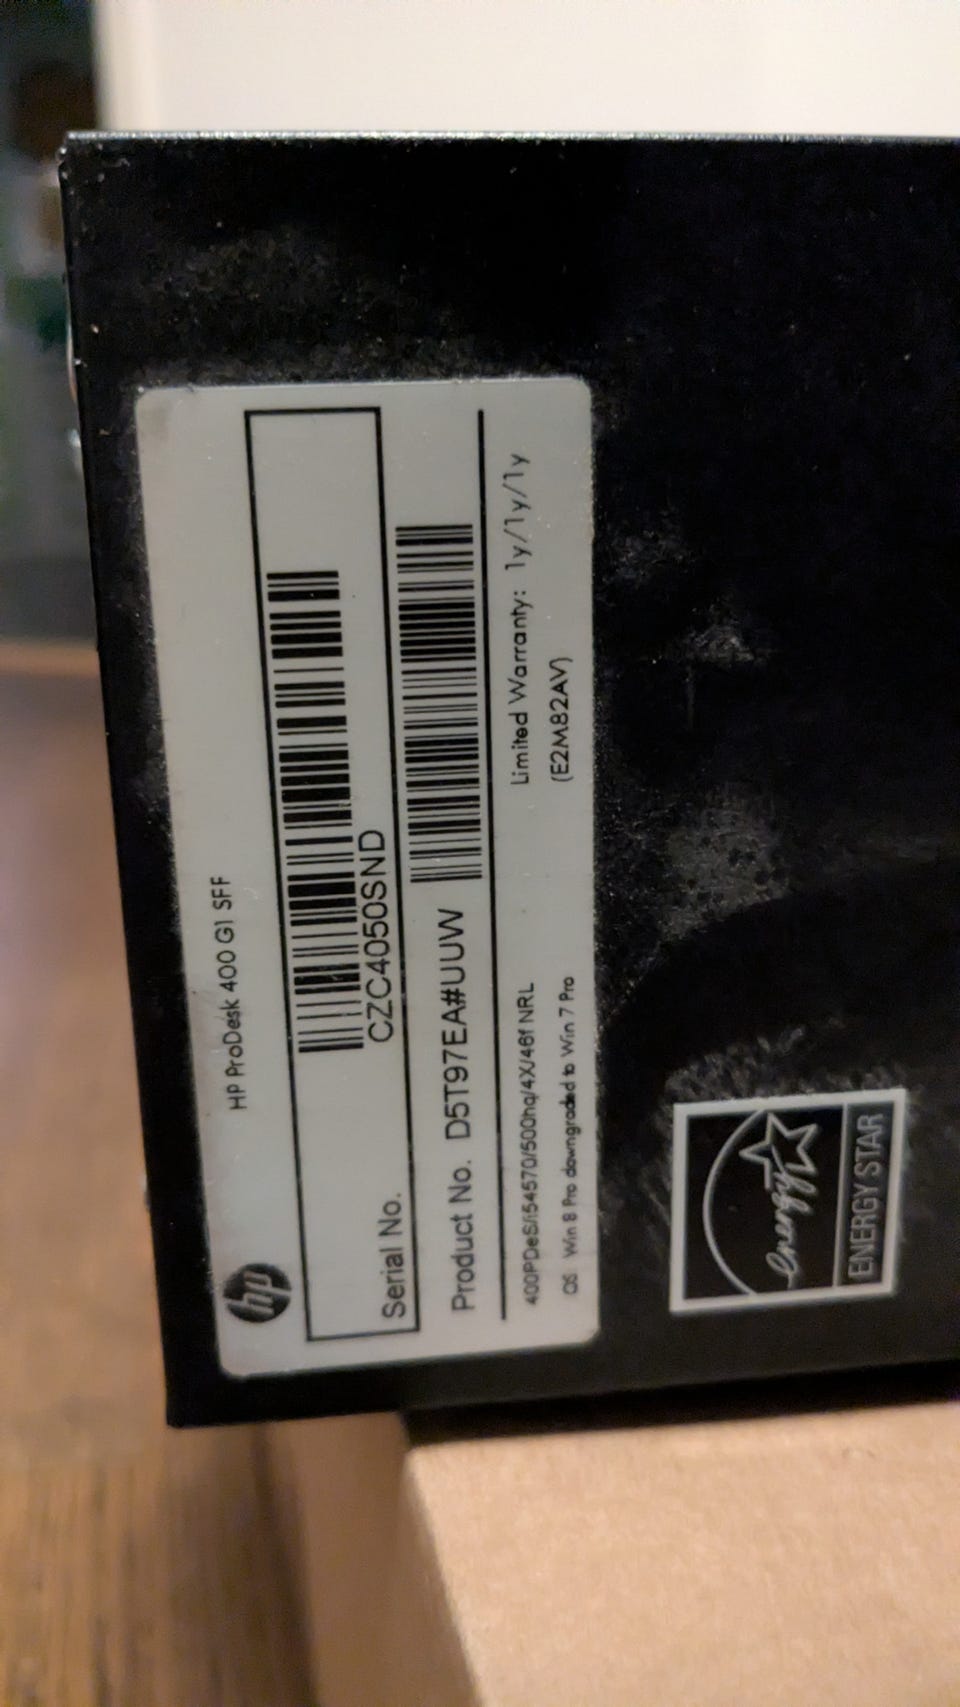 hp
HP ProDesk 400 G1 SFF
Serial No.
CZC4050SND
Product No. D5T97EA#UUW
400PDeS/i54570/500hq/4X/46f NRL Limited Warranty: 1y/1y/1y
OS Win 8 Pro downgraded to Win 7 Pro (E2M82AV)
energy
ENERGY STAR